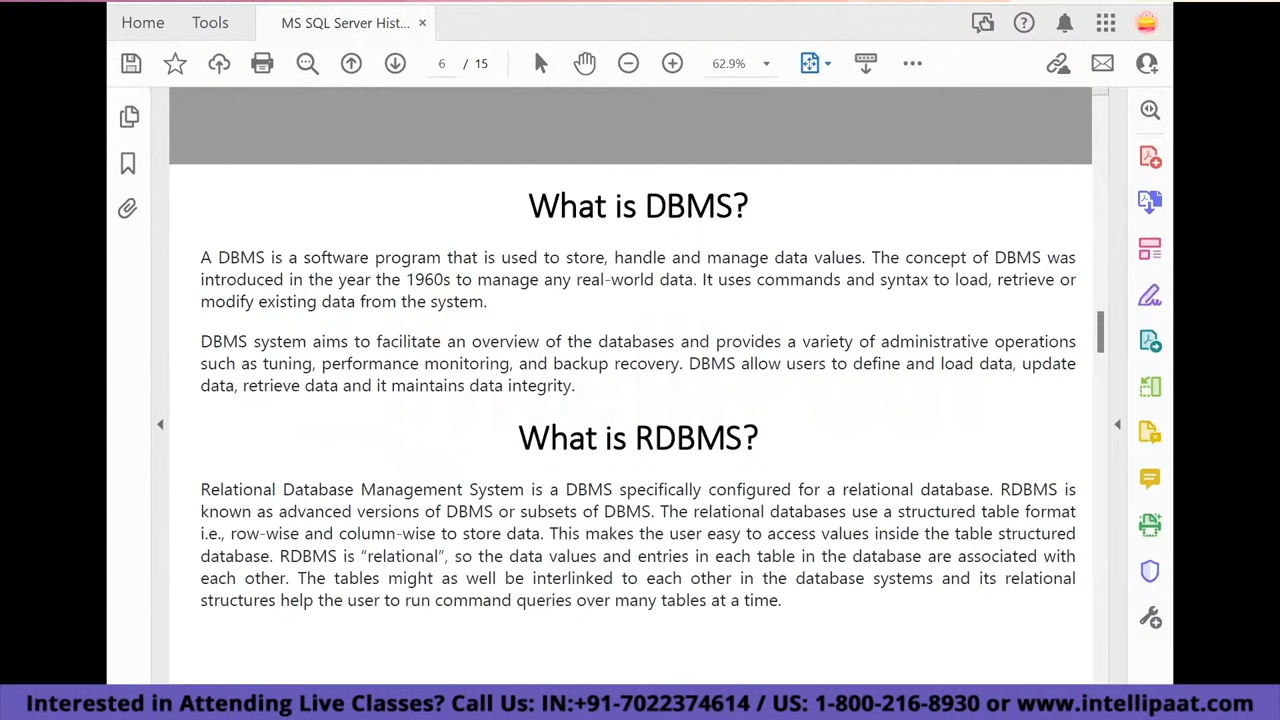 Home Tools MS SQL Server Hist... ×
6 / 15 62.9%
What is DBMS?
A DBMS is a software program that is used to store, handle and manage data values. The concept of DBMS was
introduced in the year the 1960s to manage any real-world data. It uses commands and syntax to load, retrieve or
modify existing data from the system.
DBMS system aims to facilitate an overview of the databases and provides a variety of administrative operations
such as tuning, performance monitoring, and backup recovery. DBMS allow users to define and load data, update
data, retrieve data and it maintains data integrity.
What is RDBMS?
Relational Database Management System is a DBMS specifically configured for a relational database. RDBMS is
known as advanced versions of DBMS or subsets of DBMS. The relational databases use a structured table format
i.e., row-wise and column-wise to store data. This makes the user easy to access values inside the table structured
database. RDBMS is “relational”, so the data values and entries in each table in the database are associated with
each other. The tables might as well be interlinked to each other in the database systems and its relational
structures help the user to run command queries over many tables at a time.
Interested in Attending Live Classes? Call Us: IN:+91-7022374614 / US: 1-800-216-8930 or www.intellipaat.com